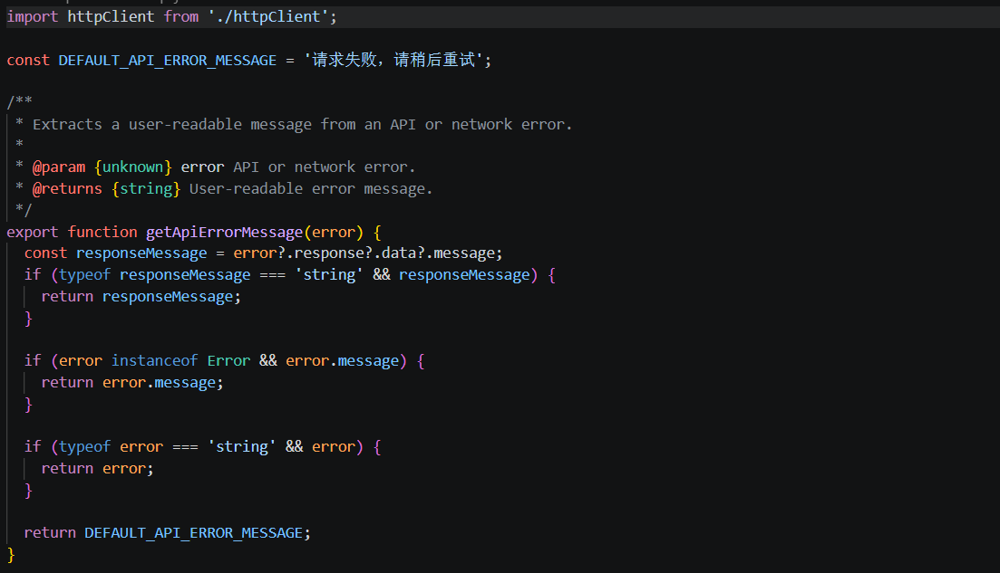 import httpClient from './httpClient';
const DEFAULT_API_ERROR_MESSAGE = '请求失败，请稍后重试';
/**
 * Extracts a user-readable message from an API or network error.
 *
 * @param {unknown} error API or network error.
 * @returns {string} User-readable error message.
 */
export function getApiErrorMessage(error) {
  const responseMessage = error?.response?.data?.message;
  if (typeof responseMessage === 'string' && responseMessage) {
    return responseMessage;
  }
  if (error instanceof Error && error.message) {
    return error.message;
  }
  if (typeof error === 'string' && error) {
    return error;
  }
  return DEFAULT_API_ERROR_MESSAGE;
}